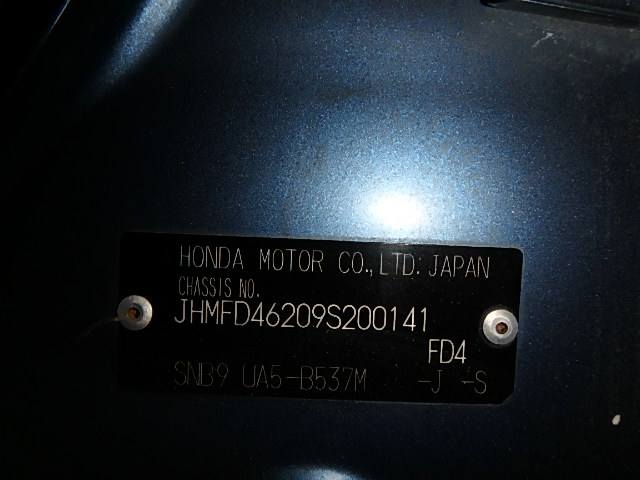 HONDA MOTOR CO.,LTD. JAPAN
CHASSIS NO.
JHMFD46209S200141
FD4
SNB9 UA5-B537M -J -S